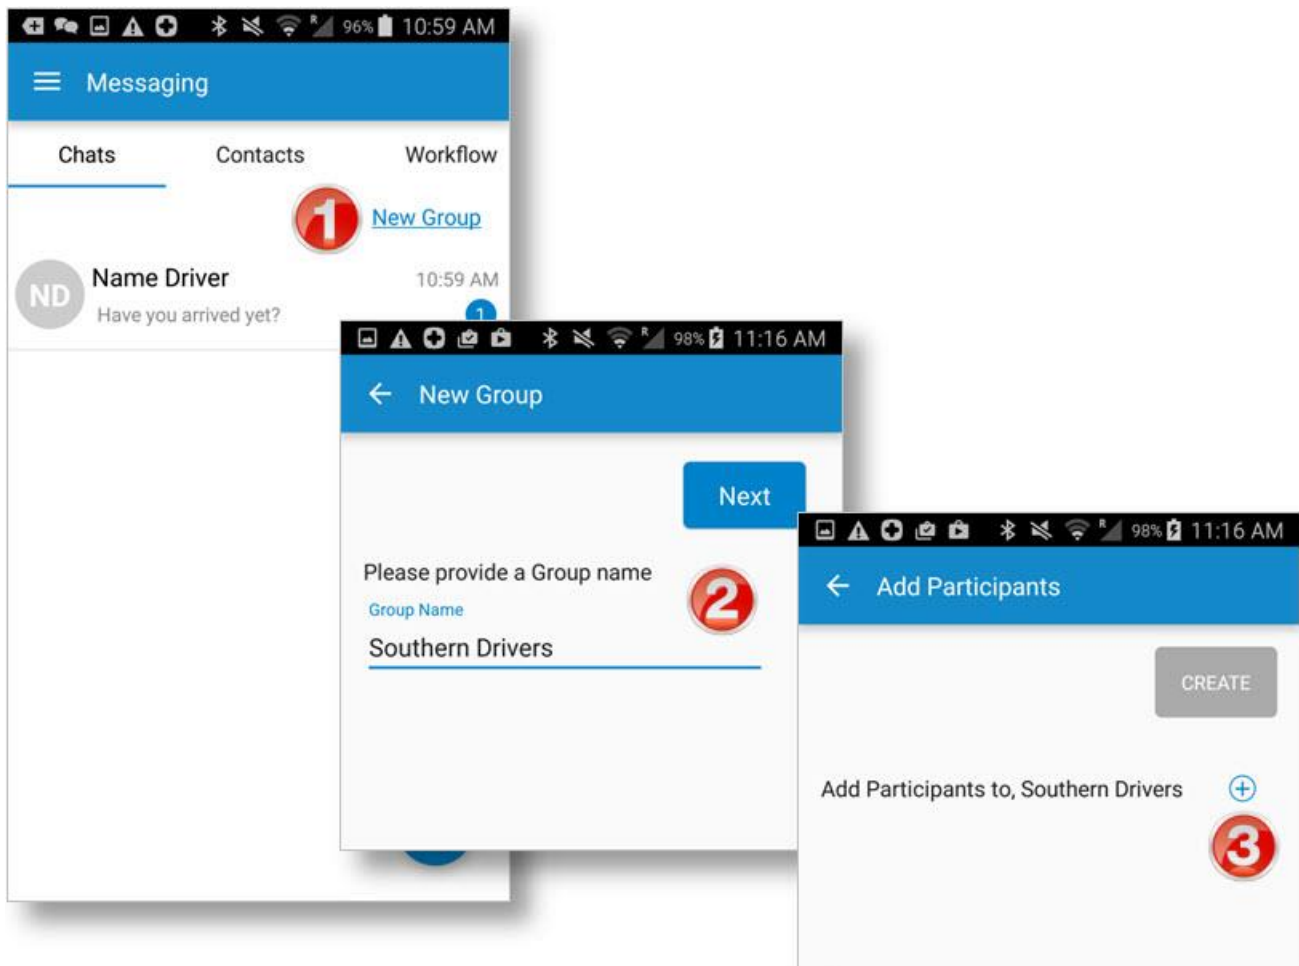 96% 10:59 AM
Messaging
Chats Contacts Workflow
1 New Group
ND Name Driver 10:59 AM
Have you arrived yet? 1
R 98% 11:16 AM
New Group
Next
Please provide a Group name
2
Group Name
Southern Drivers
R 98% 11:16 AM
Add Participants
CREATE
Add Participants to, Southern Drivers
3